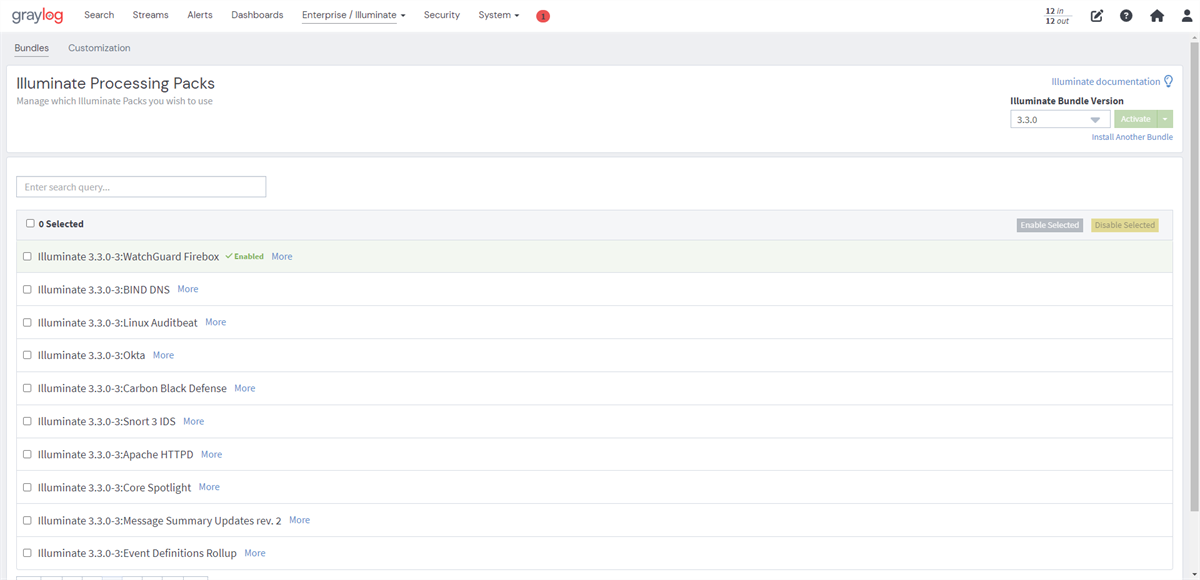 graylog Search Streams Alerts Dashboards Enterprise / Illuminate Security System 1 12 in
12 out
Bundles Customization
Illuminate Processing Packs
Manage which Illuminate Packs you wish to use
Illuminate documentation
Illuminate Bundle Version
3.3.0 Activate
Install Another Bundle
Enter search query...
0 Selected Enable Selected Disable Selected
Illuminate 3.3.0-3:WatchGuard Firebox Enabled More
Illuminate 3.3.0-3:BIND DNS More
Illuminate 3.3.0-3:Linux Auditbeat More
Illuminate 3.3.0-3:Okta More
Illuminate 3.3.0-3:Carbon Black Defense More
Illuminate 3.3.0-3:Snort 3 IDS More
Illuminate 3.3.0-3:Apache HTTPD More
Illuminate 3.3.0-3:Core Spotlight More
Illuminate 3.3.0-3:Message Summary Updates rev. 2 More
Illuminate 3.3.0-3:Event Definitions Rollup More